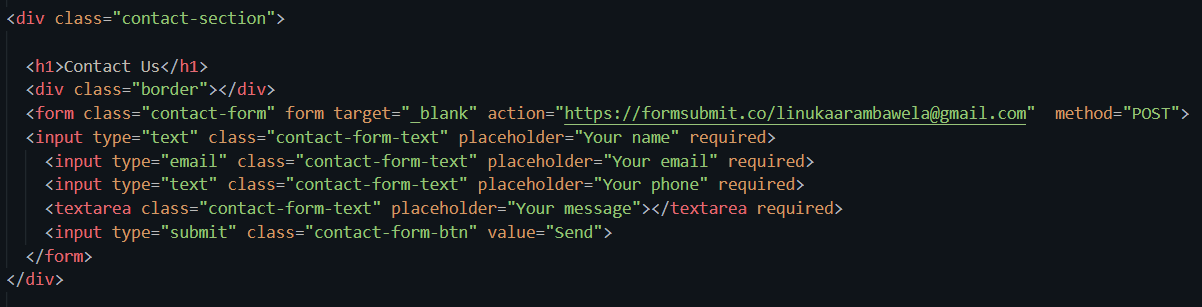 <div class="contact-section">
<h1>Contact Us</h1>
<div class="border"></div>
<form class="contact-form" form target="_blank" action="https://formsubmit.co/linukaarambawela@gmail.com"  method="POST">
<input type="text" class="contact-form-text" placeholder="Your name" required>
<input type="email" class="contact-form-text" placeholder="Your email" required>
<input type="text" class="contact-form-text" placeholder="Your phone" required>
<textarea class="contact-form-text" placeholder="Your message"></textarea required>
<input type="submit" class="contact-form-btn" value="Send">
</form>
</div>